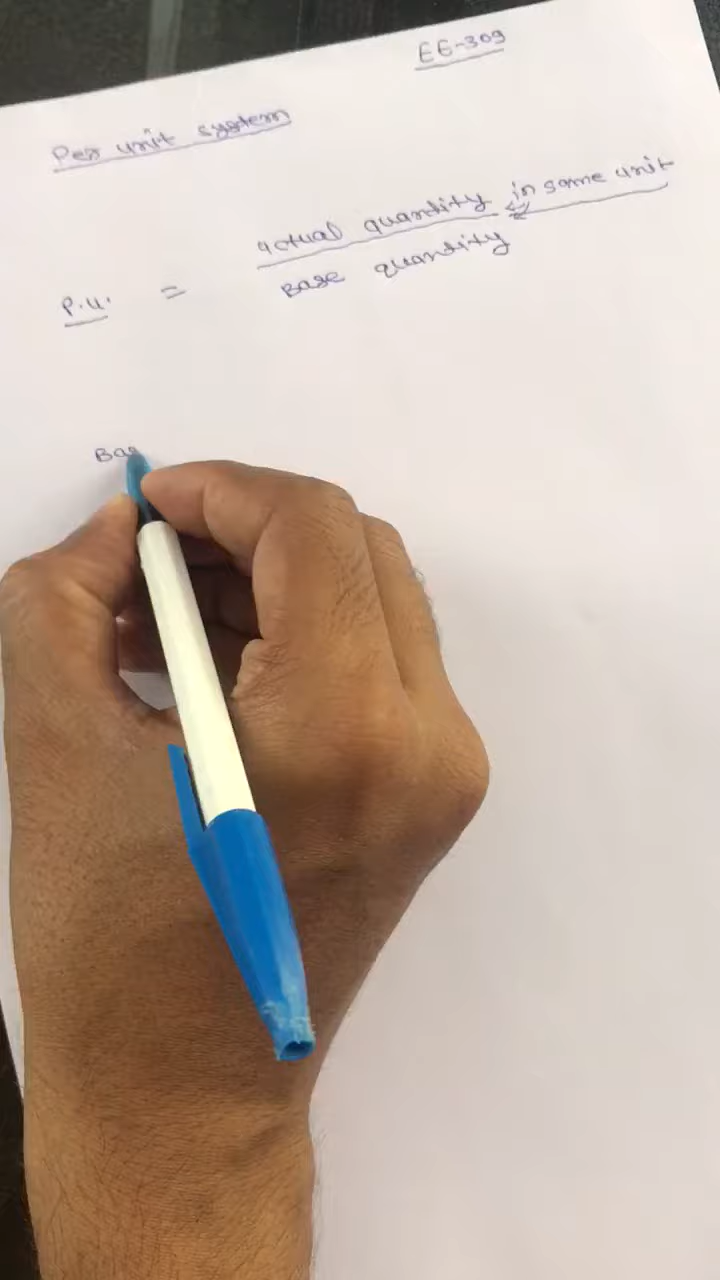 EE-309
Per unit system
actual quantity in same unit
P.U. =
Base quantity
Bas